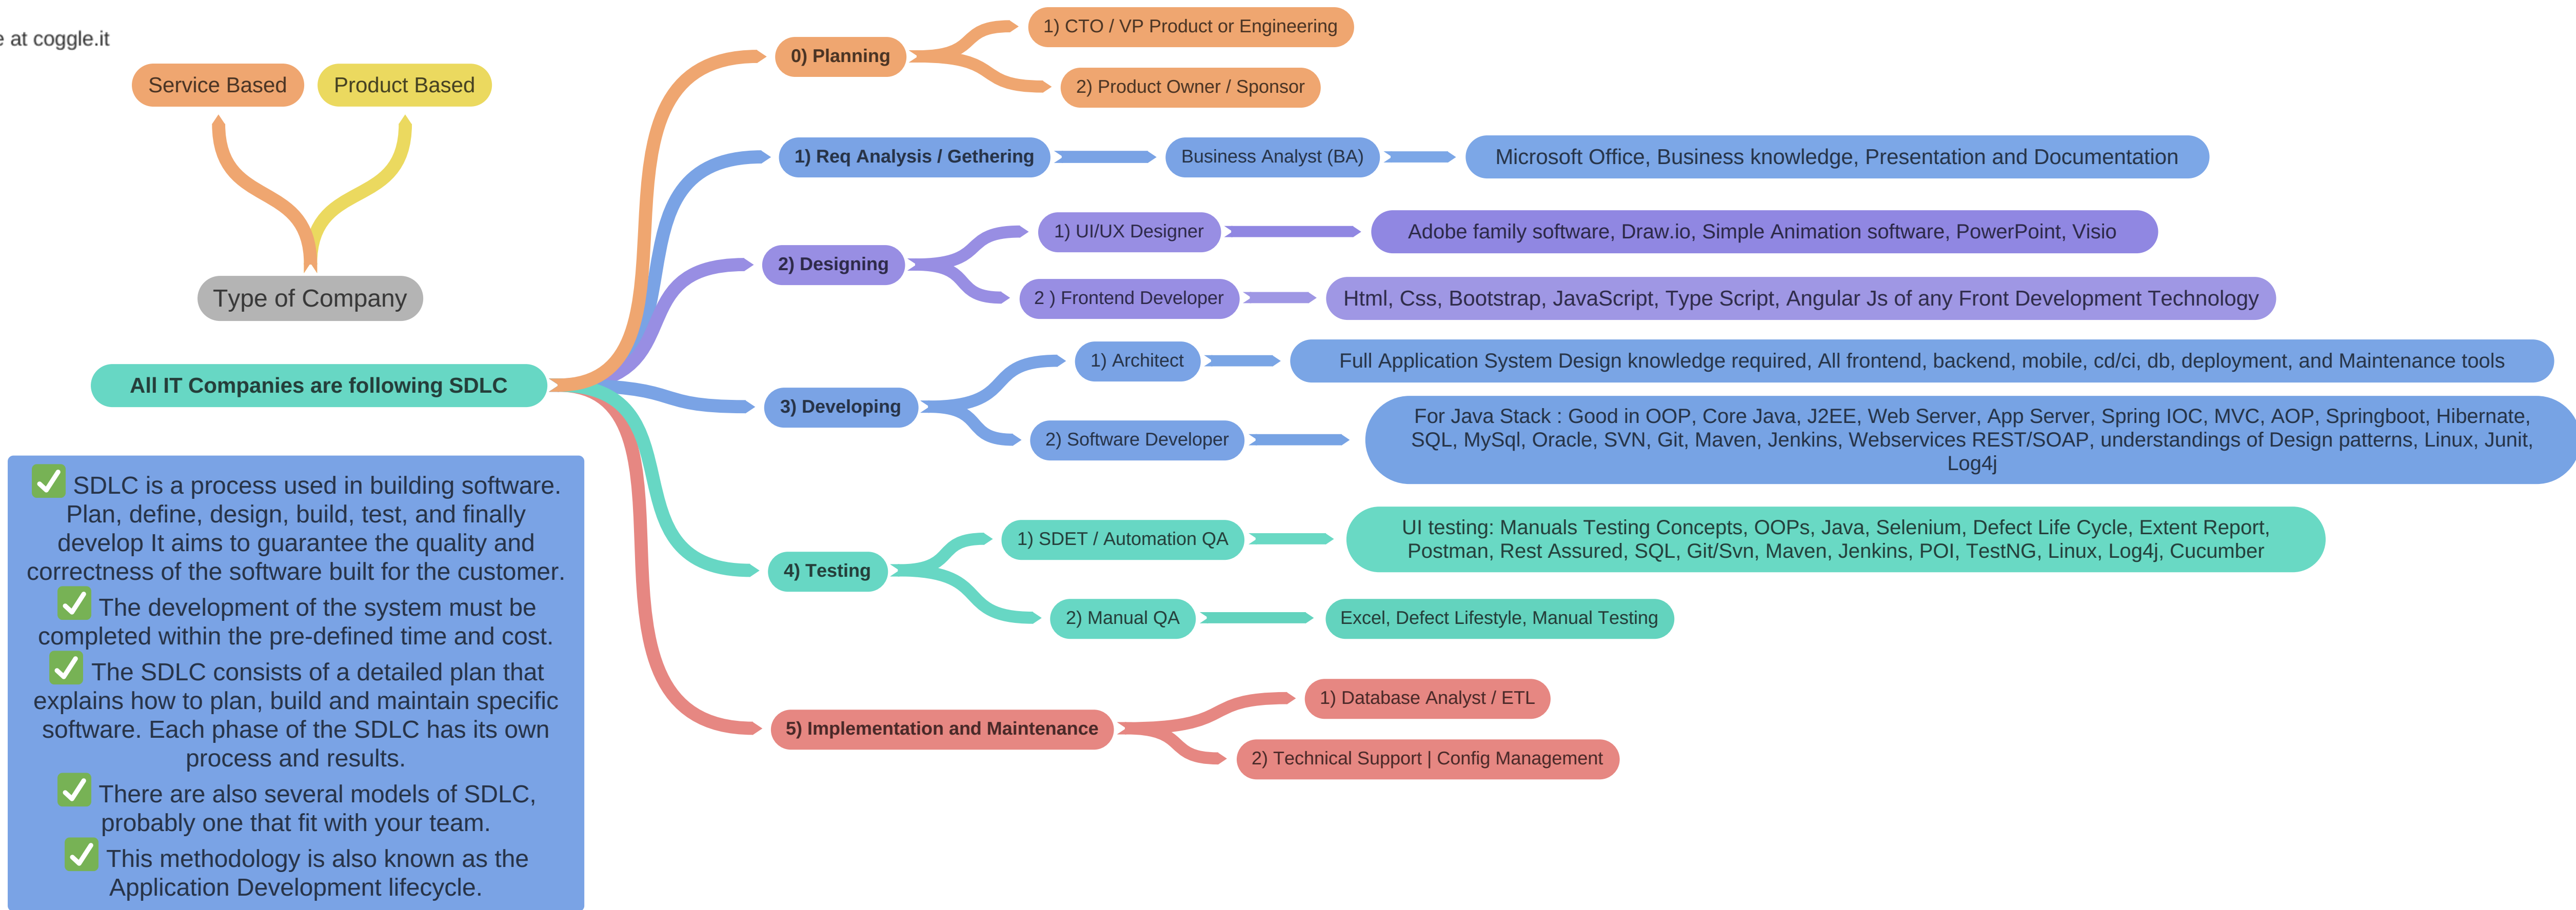 e at coggle.it
Service Based
Product Based
Type of Company
All IT Companies are following SDLC
✅ SDLC is a process used in building software.
Plan, define, design, build, test, and finally
develop It aims to guarantee the quality and
correctness of the software built for the customer.
✅ The development of the system must be
completed within the pre-defined time and cost.
✅ The SDLC consists of a detailed plan that
explains how to plan, build and maintain specific
software. Each phase of the SDLC has its own
process and results.
✅ There are also several models of SDLC,
probably one that fit with your team.
✅ This methodology is also known as the
Application Development lifecycle.
0) Planning
1) CTO / VP Product or Engineering
2) Product Owner / Sponsor
1) Req Analysis / Gethering
Business Analyst (BA)
Microsoft Office, Business knowledge, Presentation and Documentation
2) Designing
1) UI/UX Designer
Adobe family software, Draw.io, Simple Animation software, PowerPoint, Visio
2 ) Frontend Developer
Html, Css, Bootstrap, JavaScript, Type Script, Angular Js of any Front Development Technology
3) Developing
1) Architect
Full Application System Design knowledge required, All frontend, backend, mobile, cd/ci, db, deployment, and Maintenance tools
2) Software Developer
For Java Stack : Good in OOP, Core Java, J2EE, Web Server, App Server, Spring IOC, MVC, AOP, Springboot, Hibernate,
SQL, MySql, Oracle, SVN, Git, Maven, Jenkins, Webservices REST/SOAP, understandings of Design patterns, Linux, Junit,
Log4j
4) Testing
1) SDET / Automation QA
UI testing: Manuals Testing Concepts, OOPs, Java, Selenium, Defect Life Cycle, Extent Report,
Postman, Rest Assured, SQL, Git/Svn, Maven, Jenkins, POI, TestNG, Linux, Log4j, Cucumber
2) Manual QA
Excel, Defect Lifestyle, Manual Testing
5) Implementation and Maintenance
1) Database Analyst / ETL
2) Technical Support | Config Management